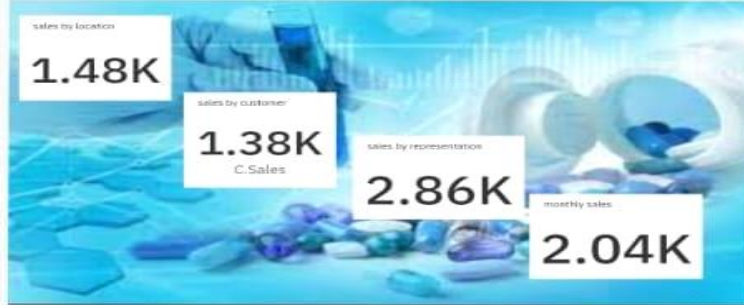 sales by location
1.48K
sales by customer
1.38K
C.Sales
sales by representation
2.86K
monthly sales
2.04K